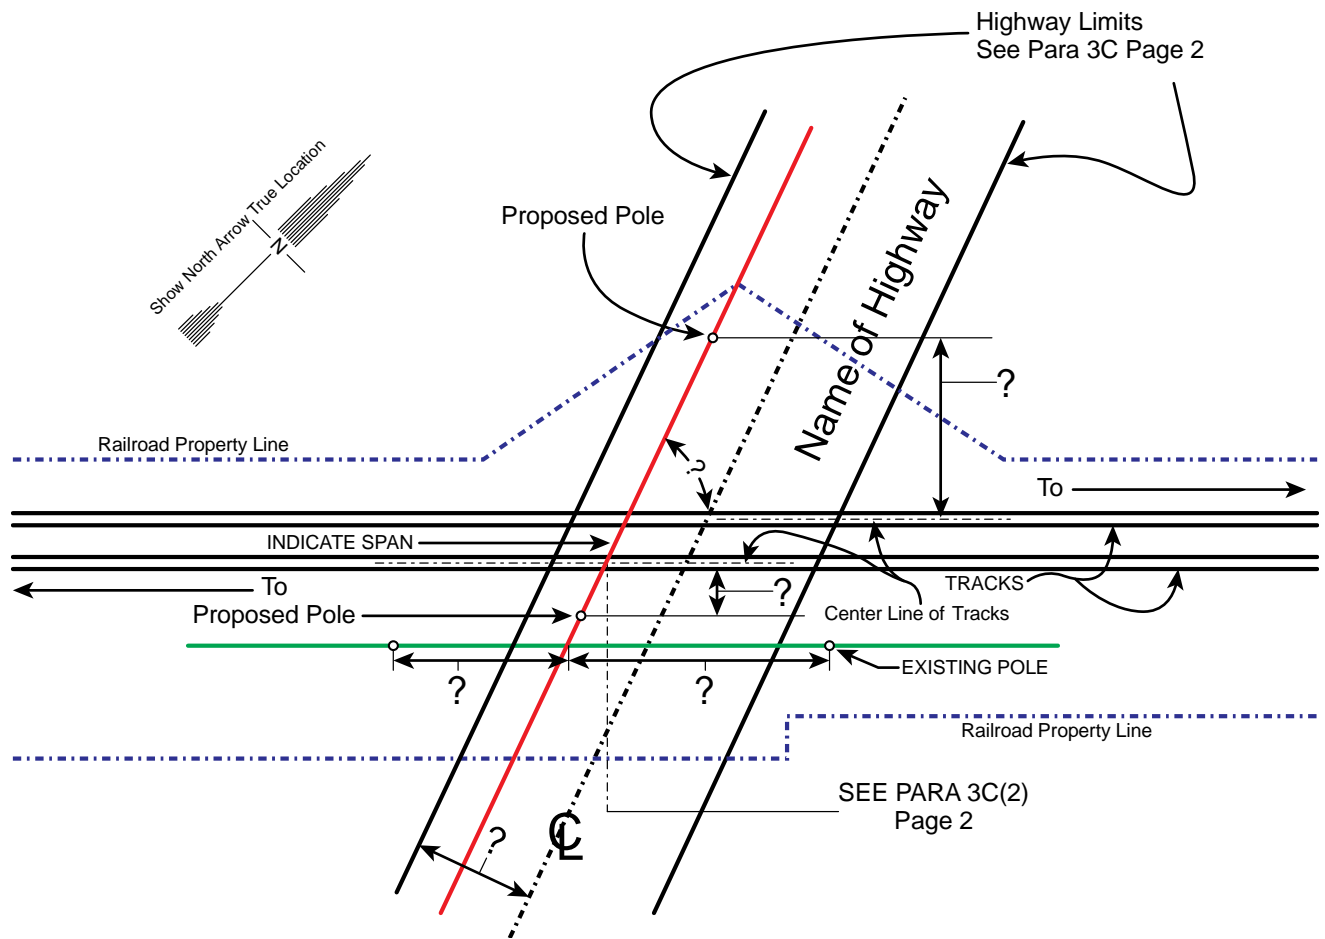 Highway Limits
See Para 3C Page 2
Show North Arrow True Location
N
Proposed Pole
Name of Highway
?
Railroad Property Line
?
To
INDICATE SPAN
To
?
TRACKS
Proposed Pole
Center Line of Tracks
EXISTING POLE
?
?
Railroad Property Line
SEE PARA 3C(2)
Page 2
?
CL